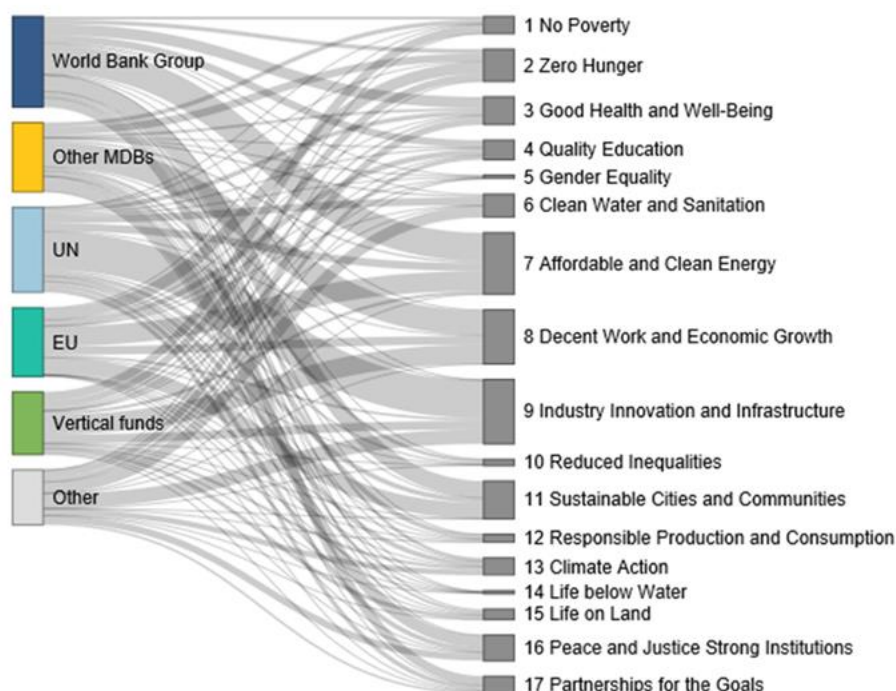 World Bank Group
Other MDBs
UN
EU
Vertical funds
Other
1 No Poverty
2 Zero Hunger
3 Good Health and Well-Being
4 Quality Education
5 Gender Equality
6 Clean Water and Sanitation
7 Affordable and Clean Energy
8 Decent Work and Economic Growth
9 Industry Innovation and Infrastructure
10 Reduced Inequalities
11 Sustainable Cities and Communities
12 Responsible Production and Consumption
13 Climate Action
14 Life below Water
15 Life on Land
16 Peace and Justice Strong Institutions
17 Partnerships for the Goals